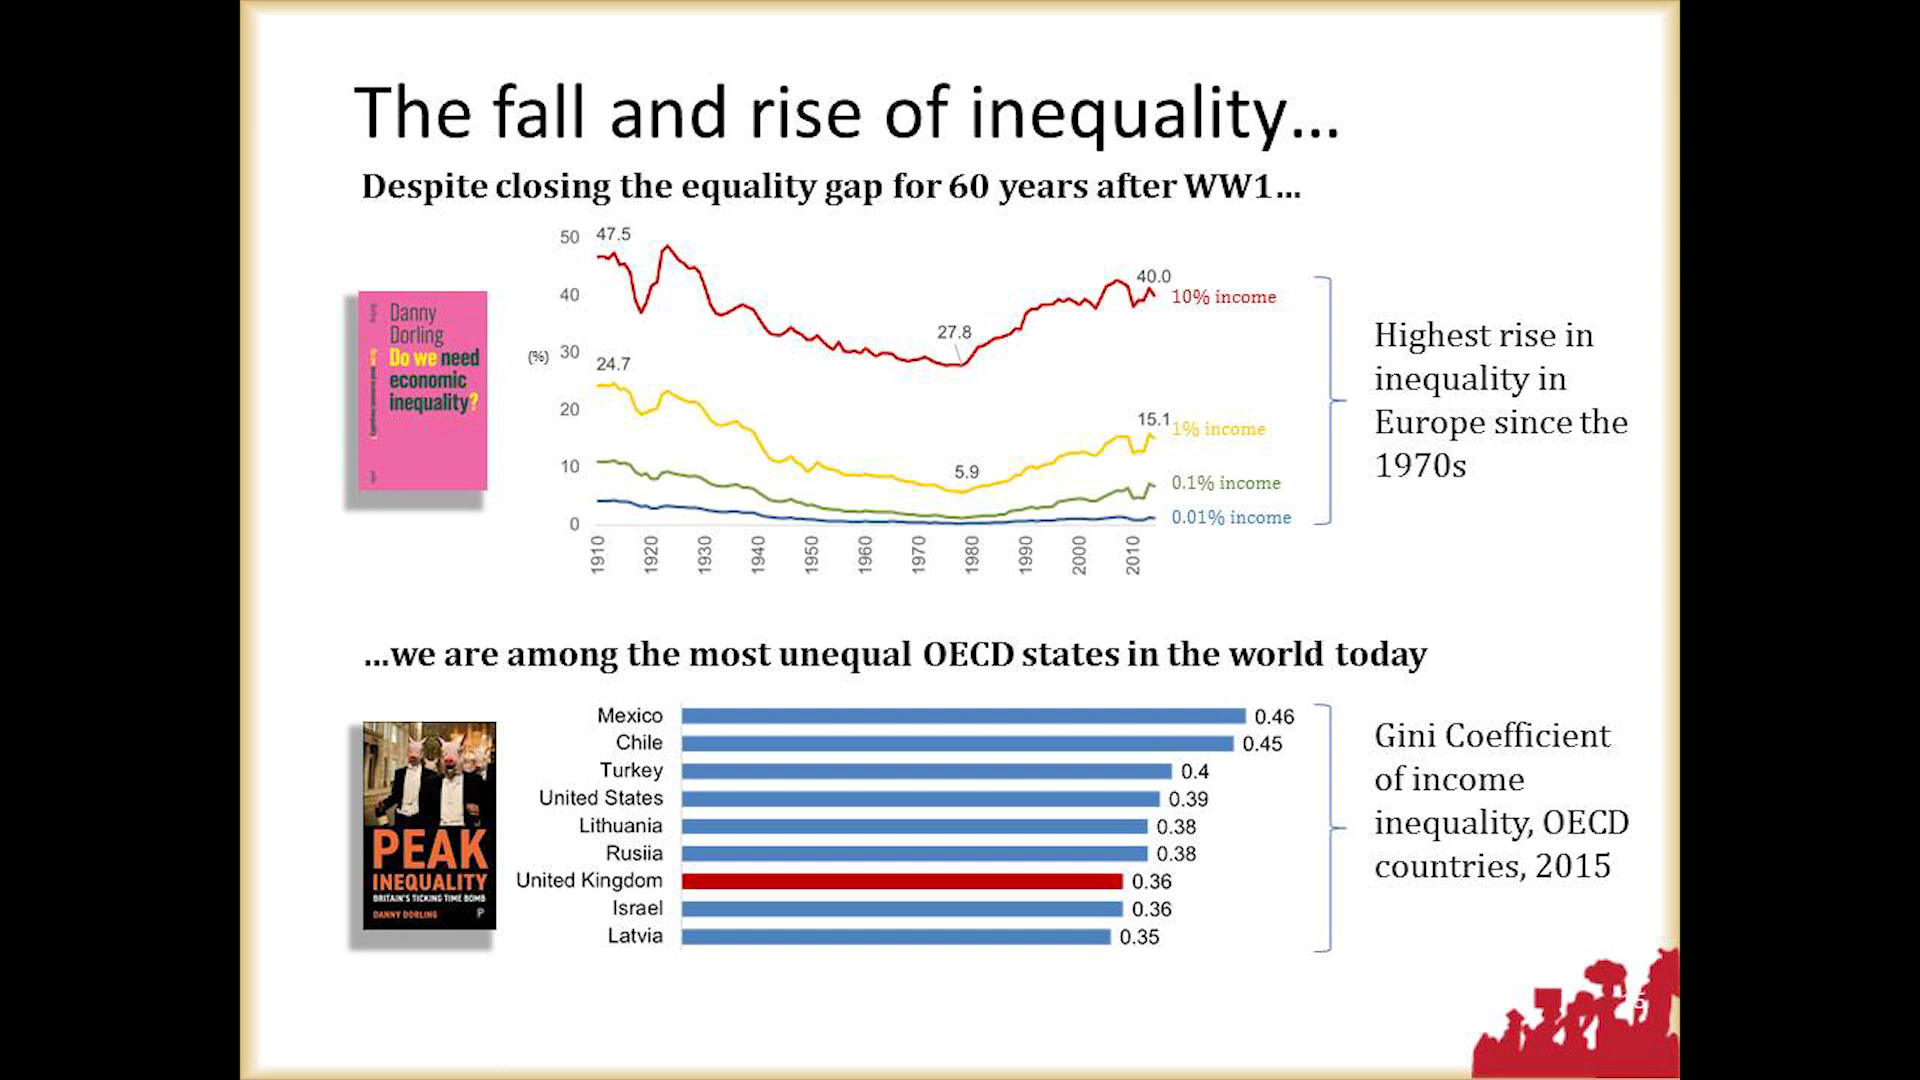 The fall and rise of inequality...
Despite closing the equality gap for 60 years after WW1...
Danny
Dorling
Do we need
economic
inequality?
(%)
50
40
30
20
10
0
47.5
24.7
27.8
5.9
40.0
15.1
10% income
1% income
0.1% income
0.01% income
1910
1920
1930
1940
1950
1960
1970
1980
1990
2000
2010
Highest rise in
inequality in
Europe since the
1970s
...we are among the most unequal OECD states in the world today
PEAK
INEQUALITY
BRITAIN'S TICKING TIME BOMB
DANNY DORLING
Mexico 0.46
Chile 0.45
Turkey 0.4
United States 0.39
Lithuania 0.38
Rusiia 0.38
United Kingdom 0.36
Israel 0.36
Latvia 0.35
Gini Coefficient
of income
inequality, OECD
countries, 2015